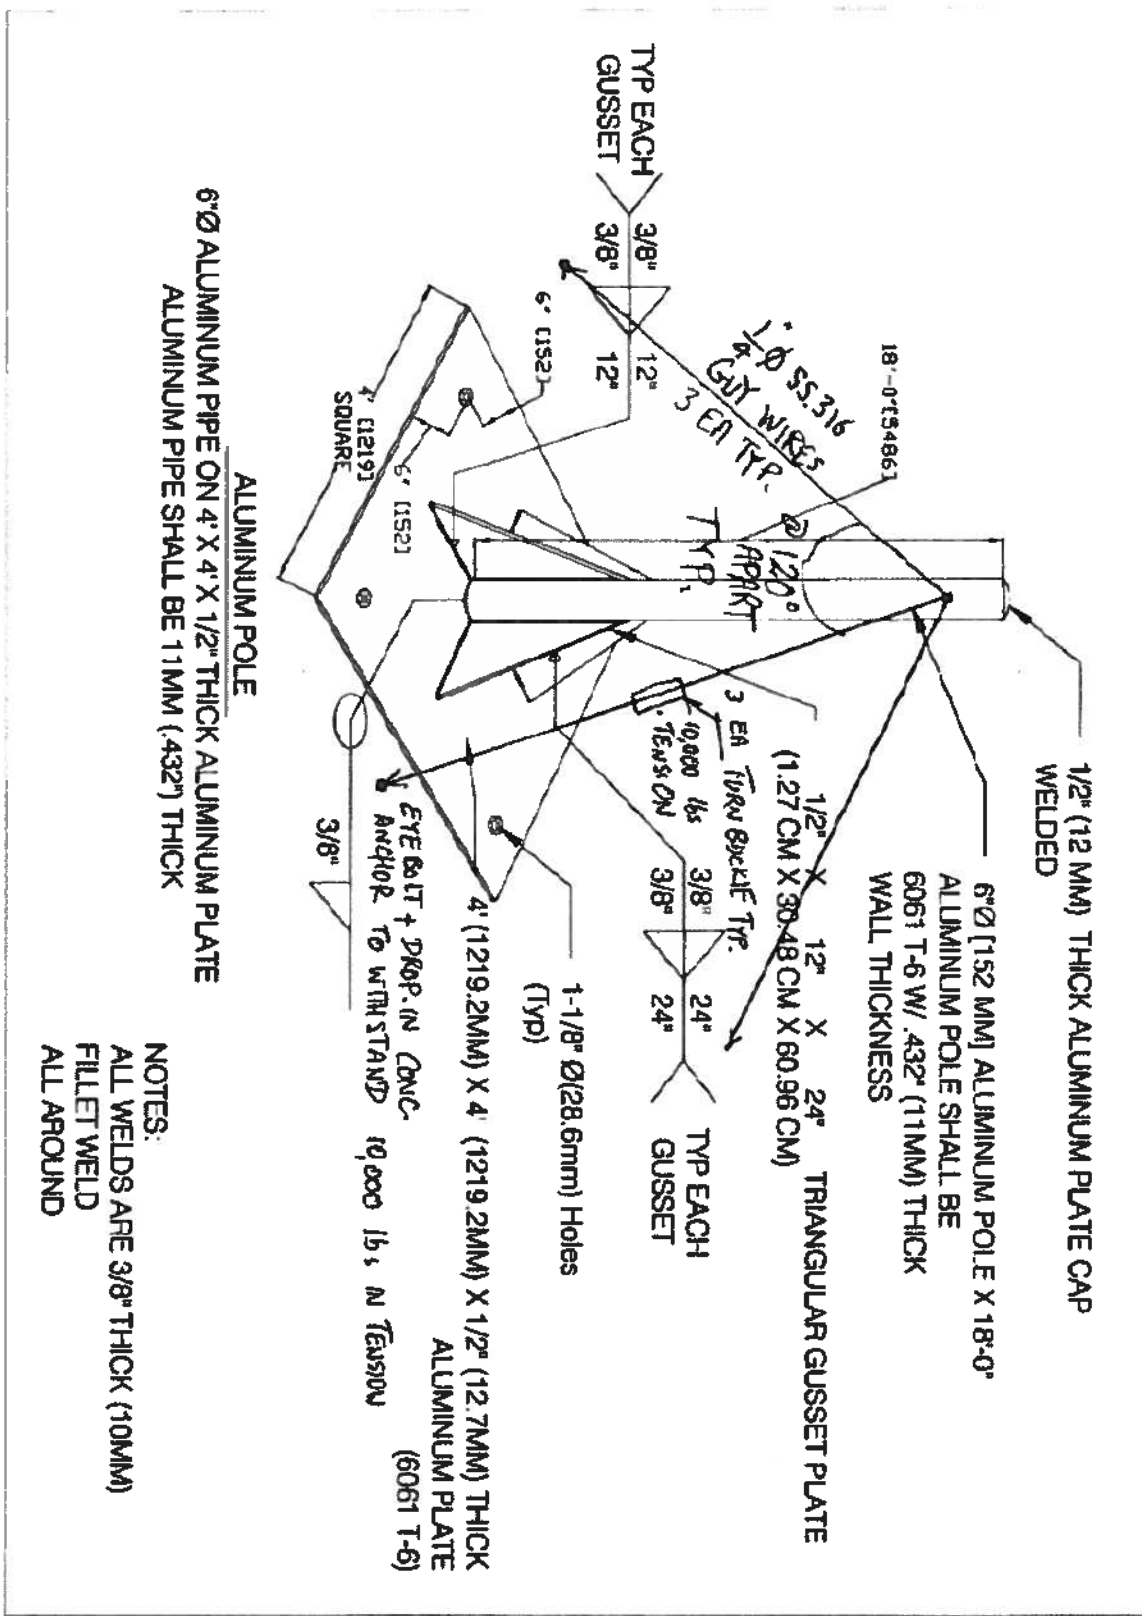 1/2" (12 MM) THICK ALUMINUM PLATE CAP
WELDED
6"Ø [152 MM] ALUMINUM POLE X 18'-0"
ALUMINUM POLE SHALL BE
6061 T-6 W/ .432" (11MM) THICK
WALL THICKNESS
18'-0"[5486]
1/4" Ø SS.316
GUY WIRES
3 EA TYP.
@ 120°
APART
TYP.
TYP EACH
GUSSET
3/8"
3/8"
12"
12"
1/2" X 12" X 24" TRIANGULAR GUSSET PLATE
(1.27 CM X 30.48 CM X 60.96 CM)
3 EA TURN BUCKLE TYP.
10,000 lbs
TENSION
3/8"
3/8"
24"
24"
TYP EACH
GUSSET
6" [152]
6" [152]
4' [1219]
SQUARE
1-1/8" Ø(28.6mm) Holes
(Typ)
4' (1219.2MM) X 4' (1219.2MM) X 1/2" (12.7MM) THICK
ALUMINUM PLATE
(6061 T-6)
EYE BOLT + DROP-IN CONC.
ANCHOR TO WITHSTAND 10,000 lbs IN TENSION
3/8"
ALUMINUM POLE
6"Ø ALUMINUM PIPE ON 4' X 4' X 1/2" THICK ALUMINUM PLATE
ALUMINUM PIPE SHALL BE 11MM (.432") THICK
NOTES:
ALL WELDS ARE 3/8" THICK (10MM)
FILLET WELD
ALL AROUND